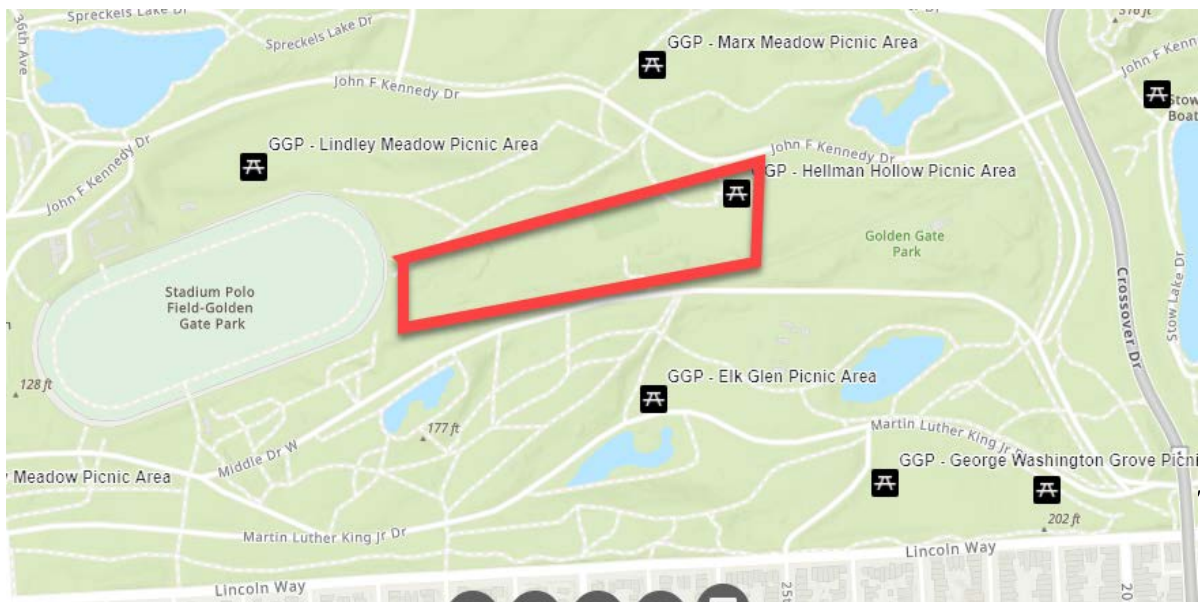 Spreckels Lake Dr
36th Ave
Spreckels Lake Dr
GGP - Marx Meadow Picnic Area
John F Kennedy Dr
John F Kennedy Dr
Stow
Boat
GGP - Lindley Meadow Picnic Area
John F Kennedy Dr
John F Kennedy Dr
GGP - Hellman Hollow Picnic Area
Golden Gate
Park
Stadium Polo
Field-Golden
Gate Park
Crossover Dr
Stow Lake Dr
128 ft
GGP - Elk Glen Picnic Area
177 ft
Middle Dr W
Martin Luther King Jr Dr
Meadow Picnic Area
GGP - George Washington Grove Picni
202 ft
Martin Luther King Jr Dr
Lincoln Way
Lincoln Way
25t
20